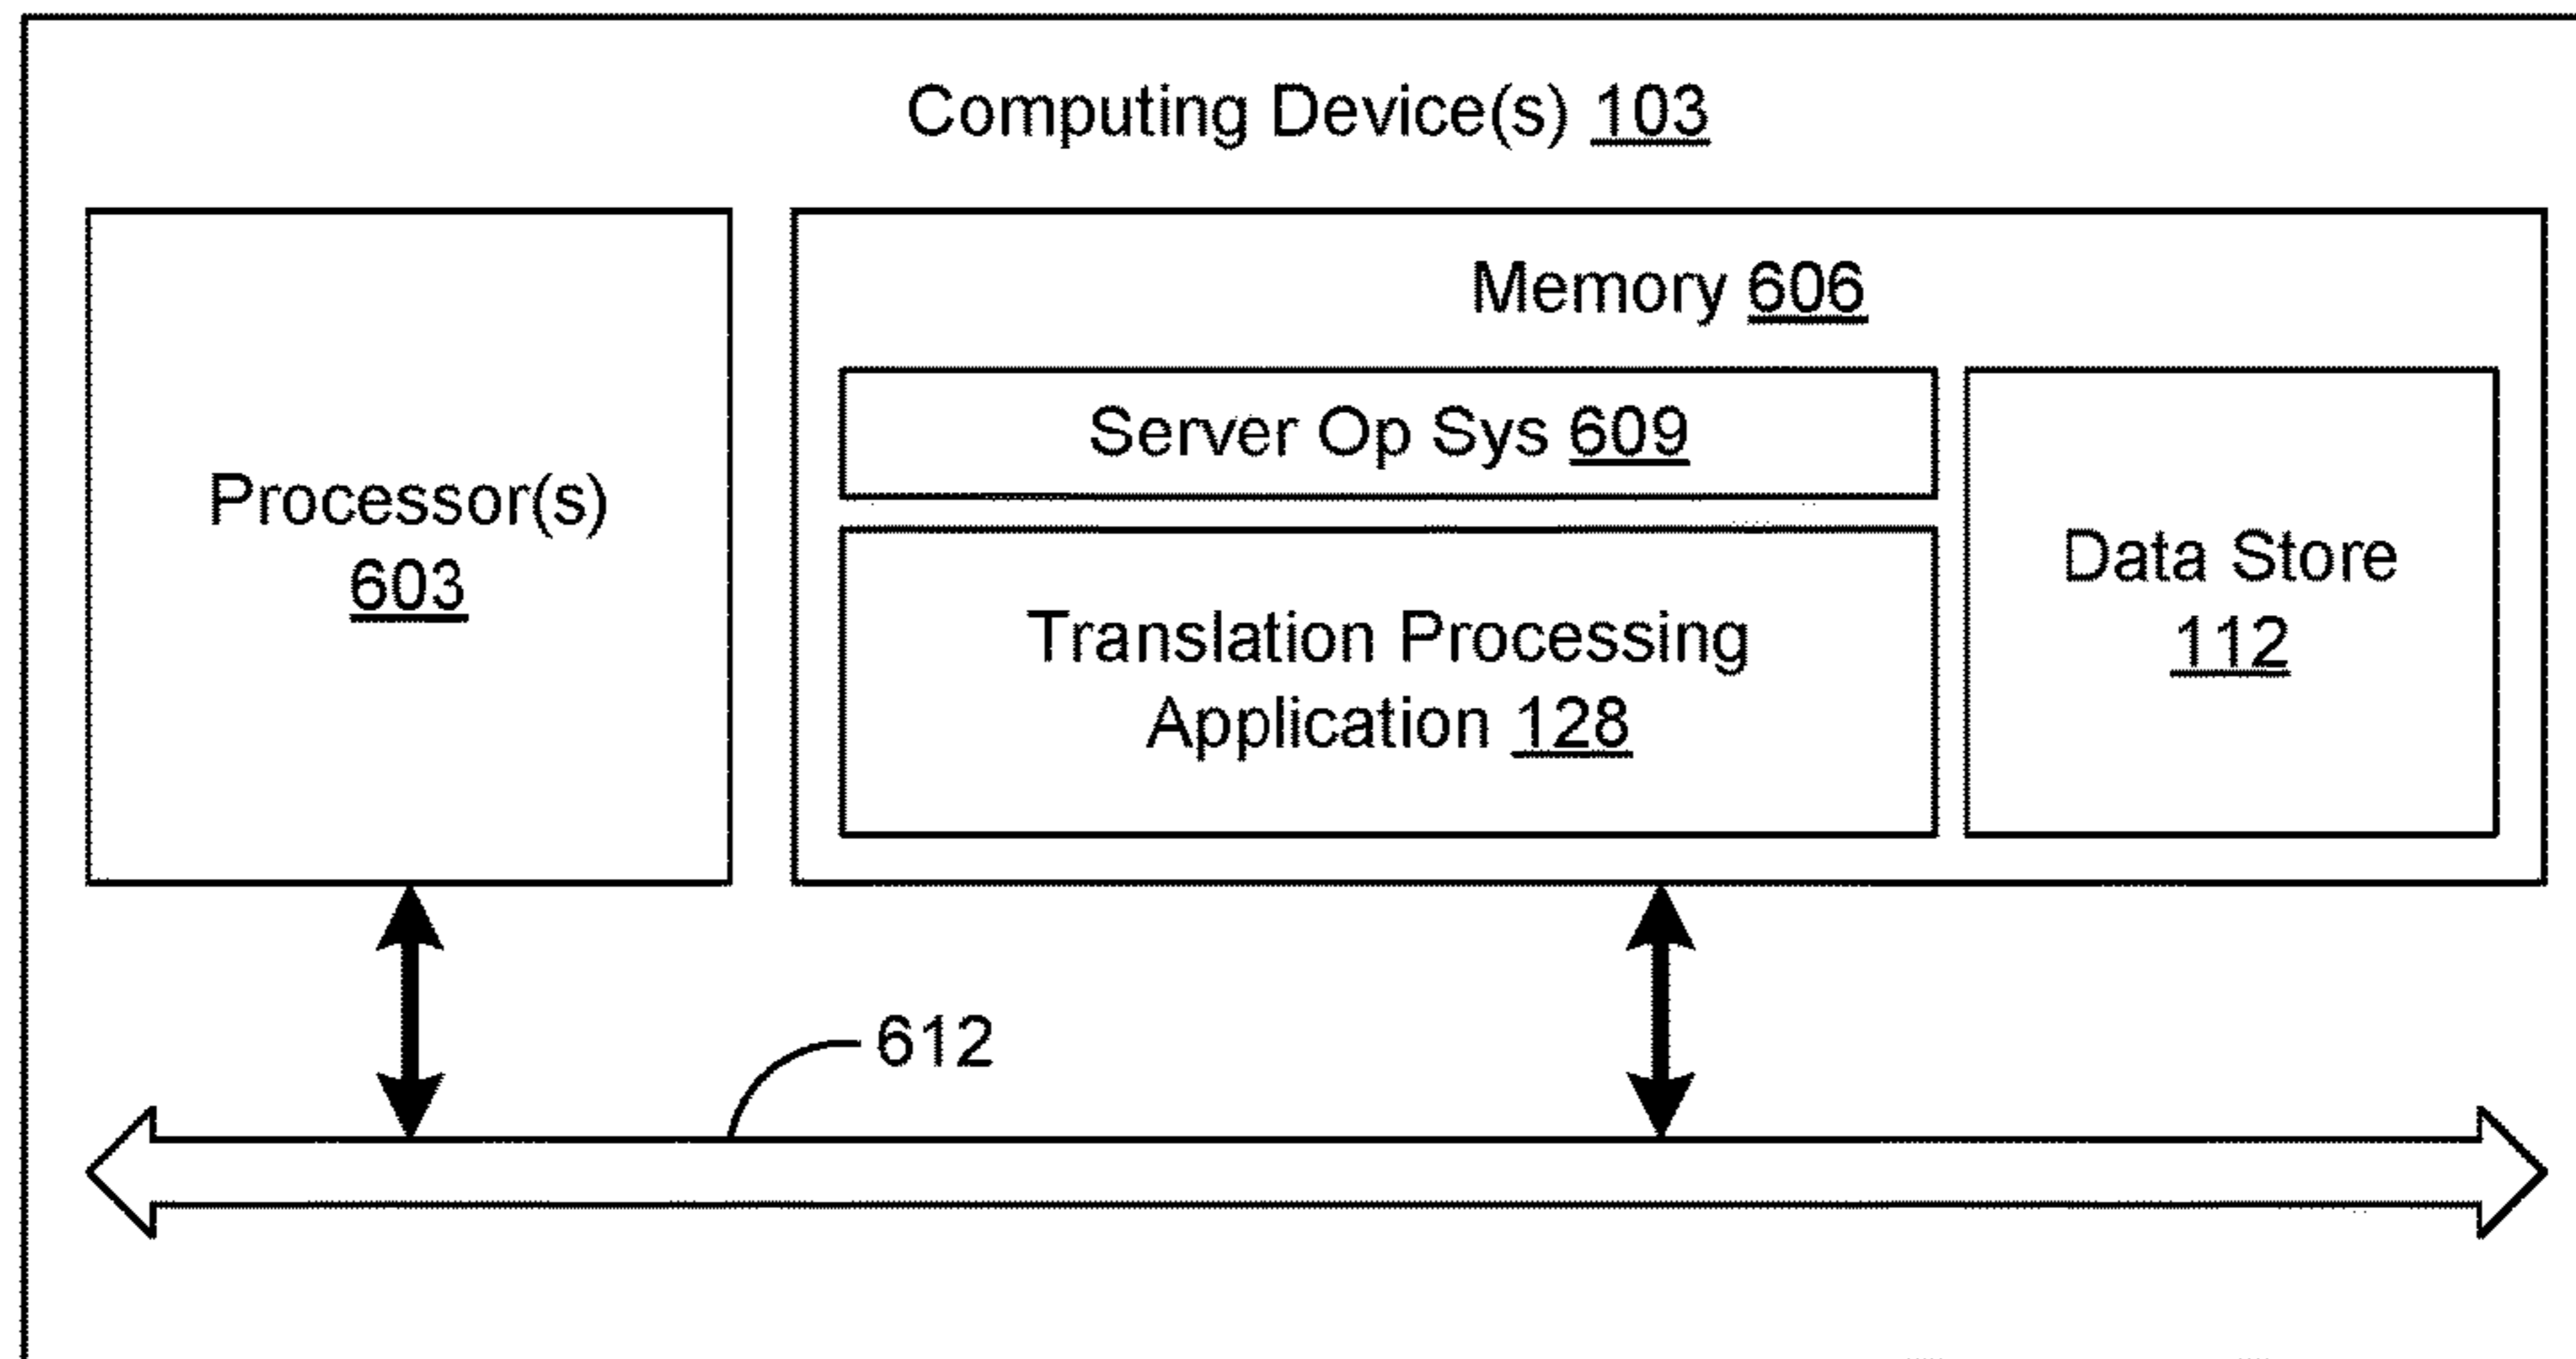 Computing Device(s) 103
Processor(s)
603
Memory 606
Server Op Sys 609
Translation Processing
Application 128
Data Store
112
612